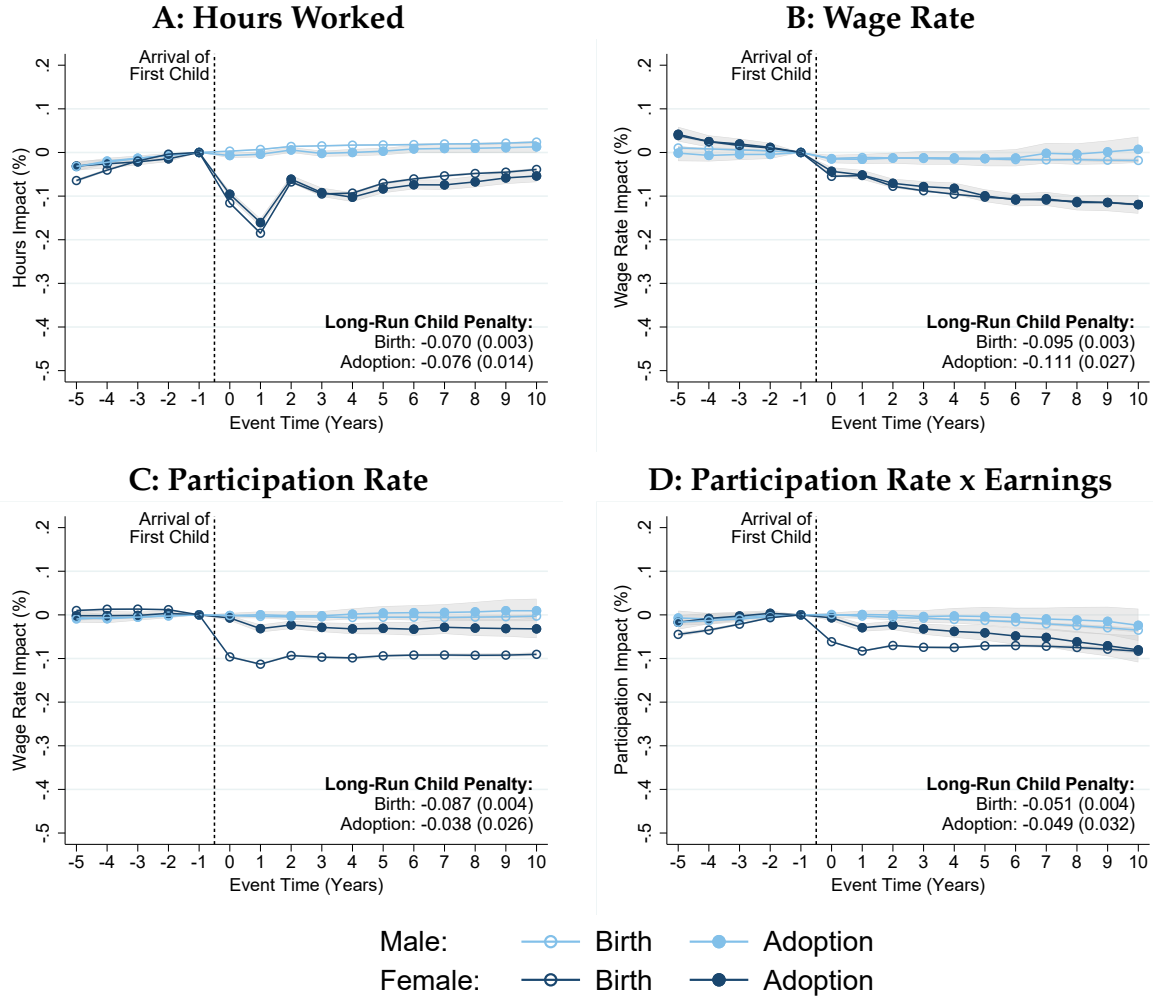 A: Hours Worked
Arrival of
First Child
Hours Impact (%)
.2
.1
0
-.1
-.2
-.3
-.4
-.5
Long-Run Child Penalty:
Birth: -0.070 (0.003)
Adoption: -0.076 (0.014)
-5 -4 -3 -2 -1 0 1 2 3 4 5 6 7 8 9 10
Event Time (Years)
B: Wage Rate
Arrival of
First Child
Wage Rate Impact (%)
.2
.1
0
-.1
-.2
-.3
-.4
-.5
Long-Run Child Penalty:
Birth: -0.095 (0.003)
Adoption: -0.111 (0.027)
-5 -4 -3 -2 -1 0 1 2 3 4 5 6 7 8 9 10
Event Time (Years)
C: Participation Rate
Arrival of
First Child
Wage Rate Impact (%)
.2
.1
0
-.1
-.2
-.3
-.4
-.5
Long-Run Child Penalty:
Birth: -0.087 (0.004)
Adoption: -0.038 (0.026)
-5 -4 -3 -2 -1 0 1 2 3 4 5 6 7 8 9 10
Event Time (Years)
D: Participation Rate x Earnings
Arrival of
First Child
Participation Impact (%)
.2
.1
0
-.1
-.2
-.3
-.4
-.5
Long-Run Child Penalty:
Birth: -0.051 (0.004)
Adoption: -0.049 (0.032)
-5 -4 -3 -2 -1 0 1 2 3 4 5 6 7 8 9 10
Event Time (Years)
Male: Birth Adoption
Female: Birth Adoption